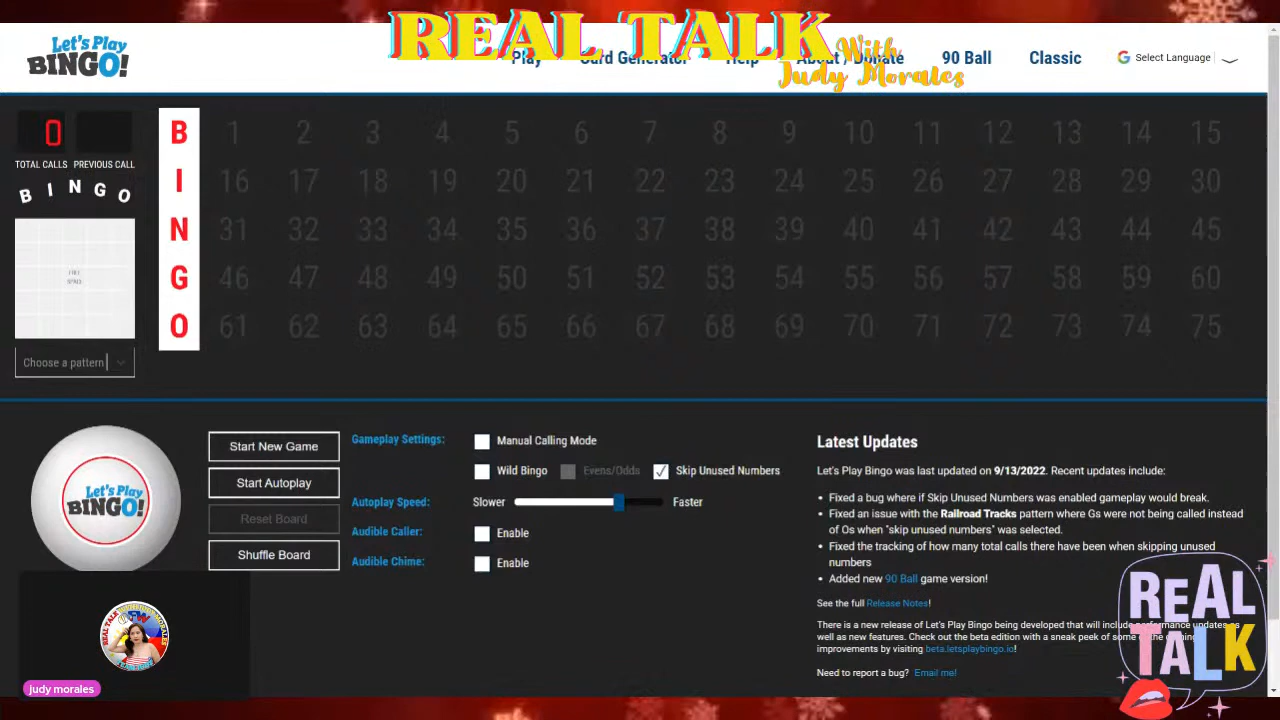 REAL TALK
With
Judy Morales
Let's Play
BINGO!
Play Card Generator Help About / Donate 90 Ball Classic
Select Language
0
TOTAL CALLS PREVIOUS CALL
B I N G O
FREE
SPACE
Choose a pattern
B 1 2 3 4 5 6 7 8 9 10 11 12 13 14 15
I 16 17 18 19 20 21 22 23 24 25 26 27 28 29 30
N 31 32 33 34 35 36 37 38 39 40 41 42 43 44 45
G 46 47 48 49 50 51 52 53 54 55 56 57 58 59 60
O 61 62 63 64 65 66 67 68 69 70 71 72 73 74 75
Let's Play
BINGO!
Start New Game
Start Autoplay
Reset Board
Shuffle Board
Gameplay Settings: Manual Calling Mode
Wild Bingo Evens/Odds Skip Unused Numbers
Autoplay Speed: Slower Faster
Audible Caller: Enable
Audible Chime: Enable
Latest Updates
Let's Play Bingo was last updated on 9/13/2022. Recent updates include:
• Fixed a bug where if Skip Unused Numbers was enabled gameplay would break.
• Fixed an issue with the Railroad Tracks pattern where Gs were not being called instead
of Os when "skip unused numbers" was selected.
• Fixed the tracking of how many total calls there have been when skipping unused
numbers
• Added new 90 Ball game version!
See the full Release Notes!
There is a new release of Let's Play Bingo being developed that will include performance updates as
well as new features. Check out the beta edition with a sneak peek of some of the coming
improvements by visiting beta.letsplaybingo.io!
Need to report a bug? Email me!
judy morales
REAL
TALK